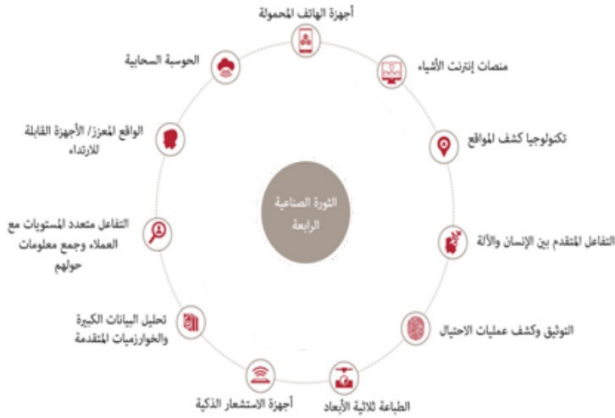 أجهزة الهاتف المحمولة
منصات إنترنت الأشياء
تكنولوجيا كشف المواقع
التفاعل المتقدم بين الإنسان والآلة
التوثيق وكشف عمليات الاحتيال
الطباعة ثلاثية الأبعاد
أجهزة الاستشعار الذكية
تحليل البيانات الكبيرة
والخوارزميات المتقدمة
التفاعل متعدد المستويات مع
العملاء وجمع معلومات
حولهم
الواقع المعزز/ الأجهزة القابلة
للارتداء
الحوسبة السحابية
الثورة الصناعية
الرابعة